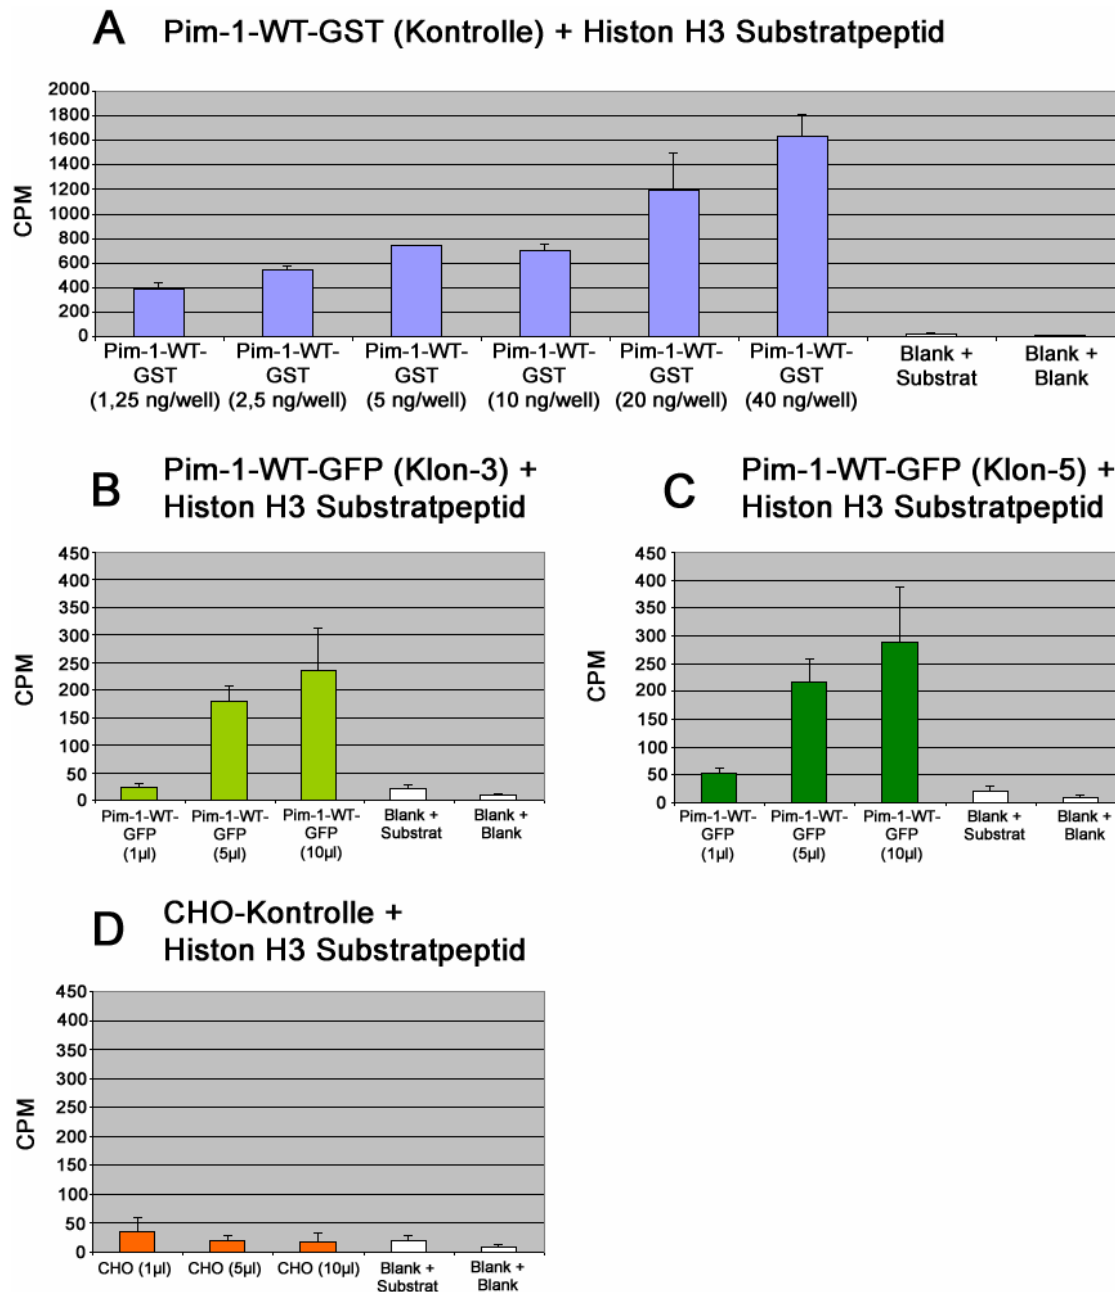 A Pim-1-WT-GST (Kontrolle) + Histon H3 Substratpeptid
CPM
2000
1800
1600
1400
1200
1000
800
600
400
200
0
Pim-1-WT- Pim-1-WT- Pim-1-WT- Pim-1-WT- Pim-1-WT- Pim-1-WT- Blank + Blank +
GST GST GST GST GST GST Substrat Blank
(1,25 ng/well) (2,5 ng/well) (5 ng/well) (10 ng/well) (20 ng/well) (40 ng/well)
B Pim-1-WT-GFP (Klon-3) +
Histon H3 Substratpeptid
CPM
450
400
350
300
250
200
150
100
50
0
Pim-1-WT- Pim-1-WT- Pim-1-WT- Blank + Blank +
GFP GFP GFP Substrat Blank
(1µl) (5µl) (10µl)
C Pim-1-WT-GFP (Klon-5) +
Histon H3 Substratpeptid
CPM
450
400
350
300
250
200
150
100
50
0
Pim-1-WT- Pim-1-WT- Pim-1-WT- Blank + Blank +
GFP GFP GFP Substrat Blank
(1µl) (5µl) (10µl)
D CHO-Kontrolle +
Histon H3 Substratpeptid
CPM
450
400
350
300
250
200
150
100
50
0
CHO (1µl) CHO (5µl) CHO (10µl) Blank + Blank +
Substrat Blank